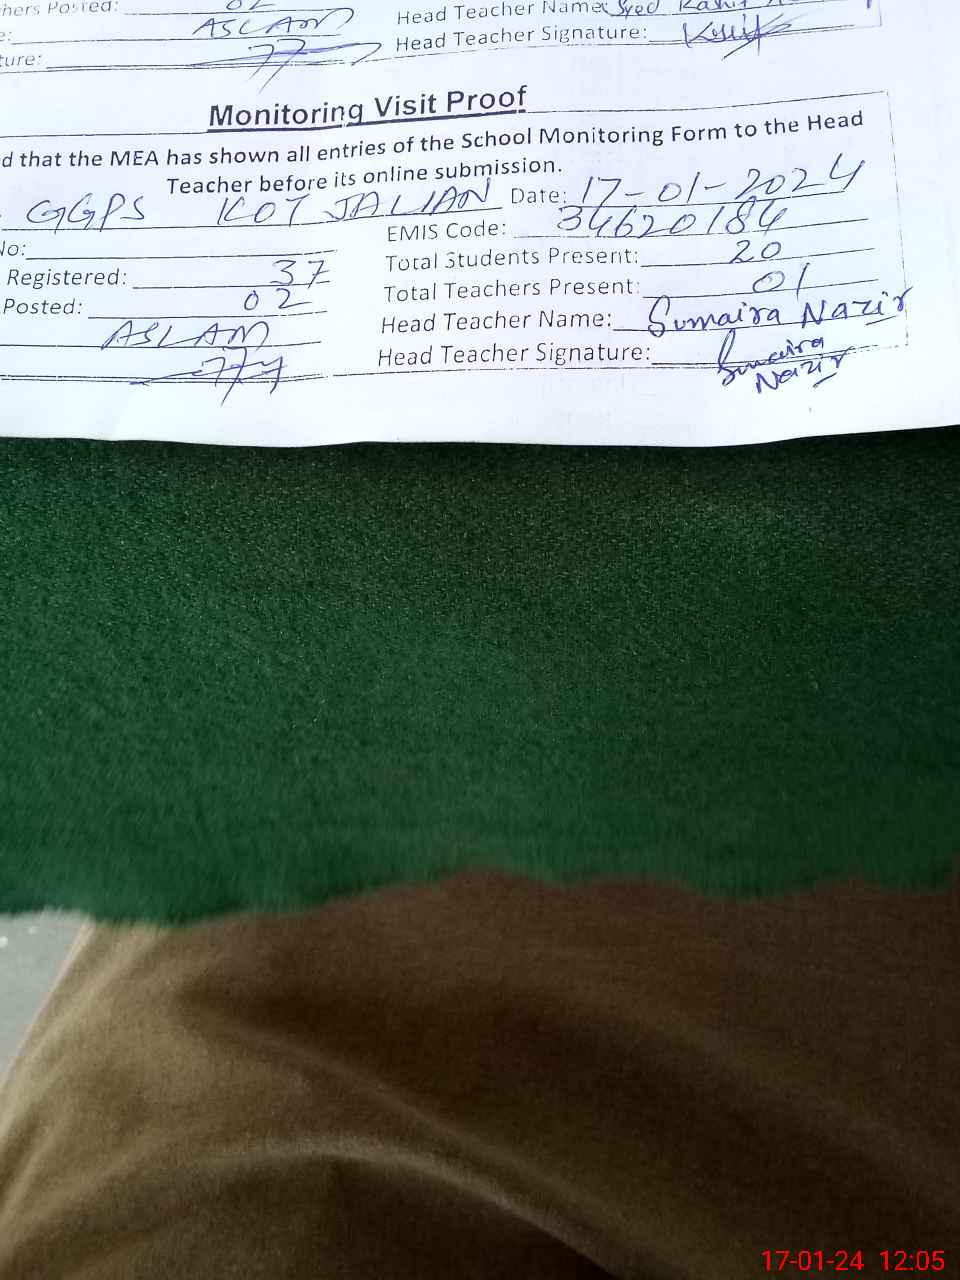 hers Posted: 02
Head Teacher Name: Syed Kashif
e: ASLAM
Head Teacher Signature:
ture:
Monitoring Visit Proof
d that the MEA has shown all entries of the School Monitoring Form to the Head
Teacher before its online submission.
GGPS KOT JALIAN Date: 17-01-2024
No: EMIS Code: 34620184
Registered: 37 Total Students Present: 20
Posted: 02 Total Teachers Present: 01
ASLAM Head Teacher Name: Sumaira Nazir
Head Teacher Signature: Sumaira
Nazir
17-01-24 12:05